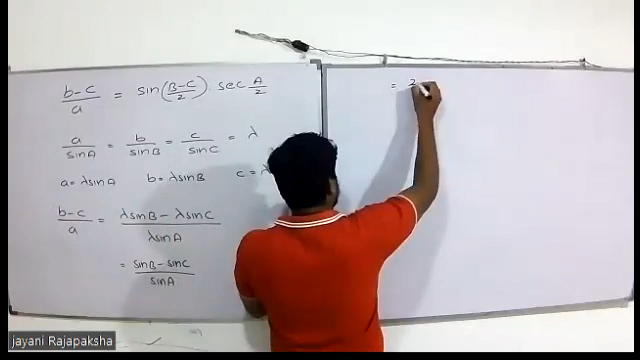 b-c/a = sin(B-C/2) . sec A/2
a/sinA = b/sinB = c/sinC = λ
a = λsinA b = λsinB c = λ
b-c/a = λsinB - λsinC/λsinA
= sinB - sinC/sinA
= 2
jayani Rajapaksha